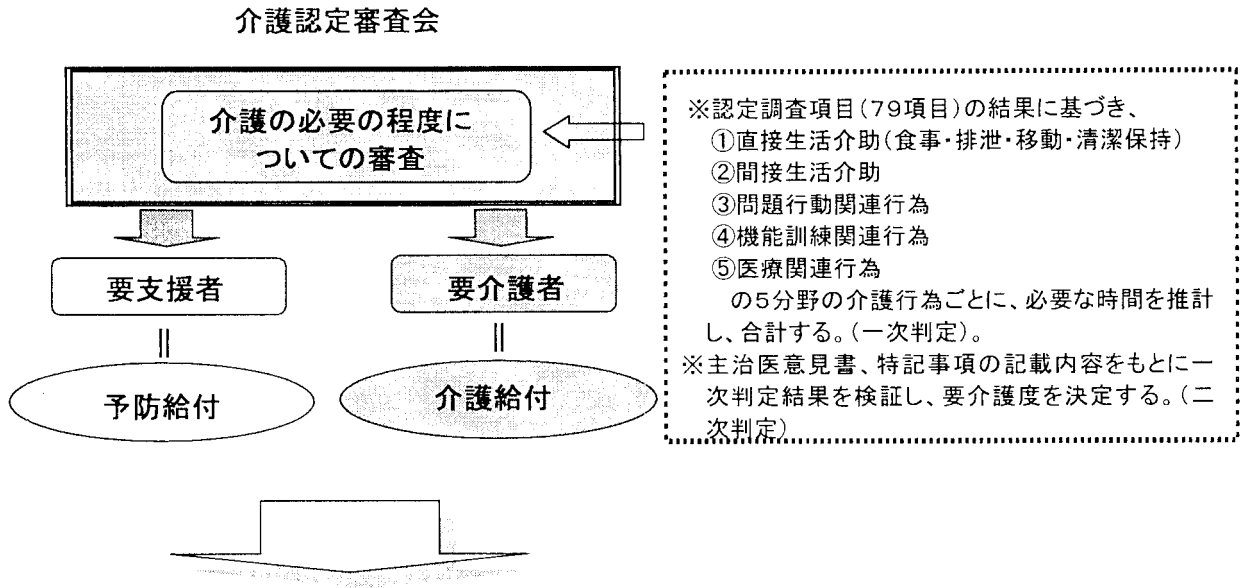 介護認定審査会
介護の必要の程度に
ついての審査
要支援者
要介護者
||
||
予防給付
介護給付
※認定調査項目(79項目)の結果に基づき、
①直接生活介助(食事・排泄・移動・清潔保持)
②間接生活介助
③問題行動関連行為
④機能訓練関連行為
⑤医療関連行為
の5分野の介護行為ごとに、必要な時間を推計
し、合計する。(一次判定)。
※主治医意見書、特記事項の記載内容をもとに一
次判定結果を検証し、要介護度を決定する。(二
次判定)